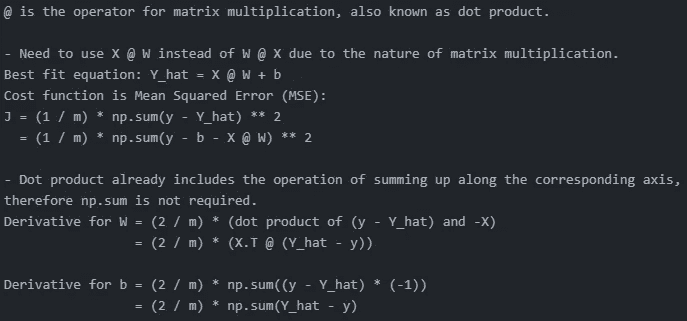 @ is the operator for matrix multiplication, also known as dot product.
- Need to use X @ W instead of W @ X due to the nature of matrix multiplication.
Best fit equation: Y_hat = X @ W + b
Cost function is Mean Squared Error (MSE):
J = (1 / m) * np.sum(y - Y_hat) ** 2
  = (1 / m) * np.sum(y - b - X @ W) ** 2
- Dot product already includes the operation of summing up along the corresponding axis,
therefore np.sum is not required.
Derivative for W = (2 / m) * (dot product of (y - Y_hat) and -X)
                 = (2 / m) * (X.T @ (Y_hat - y))
Derivative for b = (2 / m) * np.sum((y - Y_hat) * (-1))
                 = (2 / m) * np.sum(Y_hat - y)